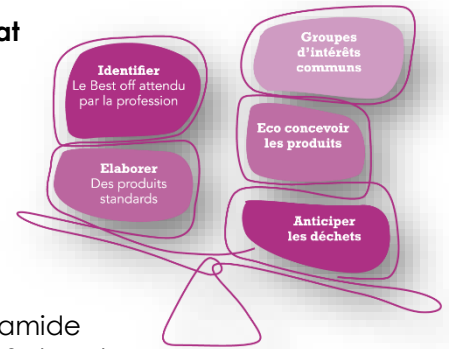 at
Identifier
Le Best off attendu
par la profession
Elaborer
Des produits
standards
Groupes
d'intérêts
communs
Eco concevoir
les produits
Anticiper
les déchets
amide